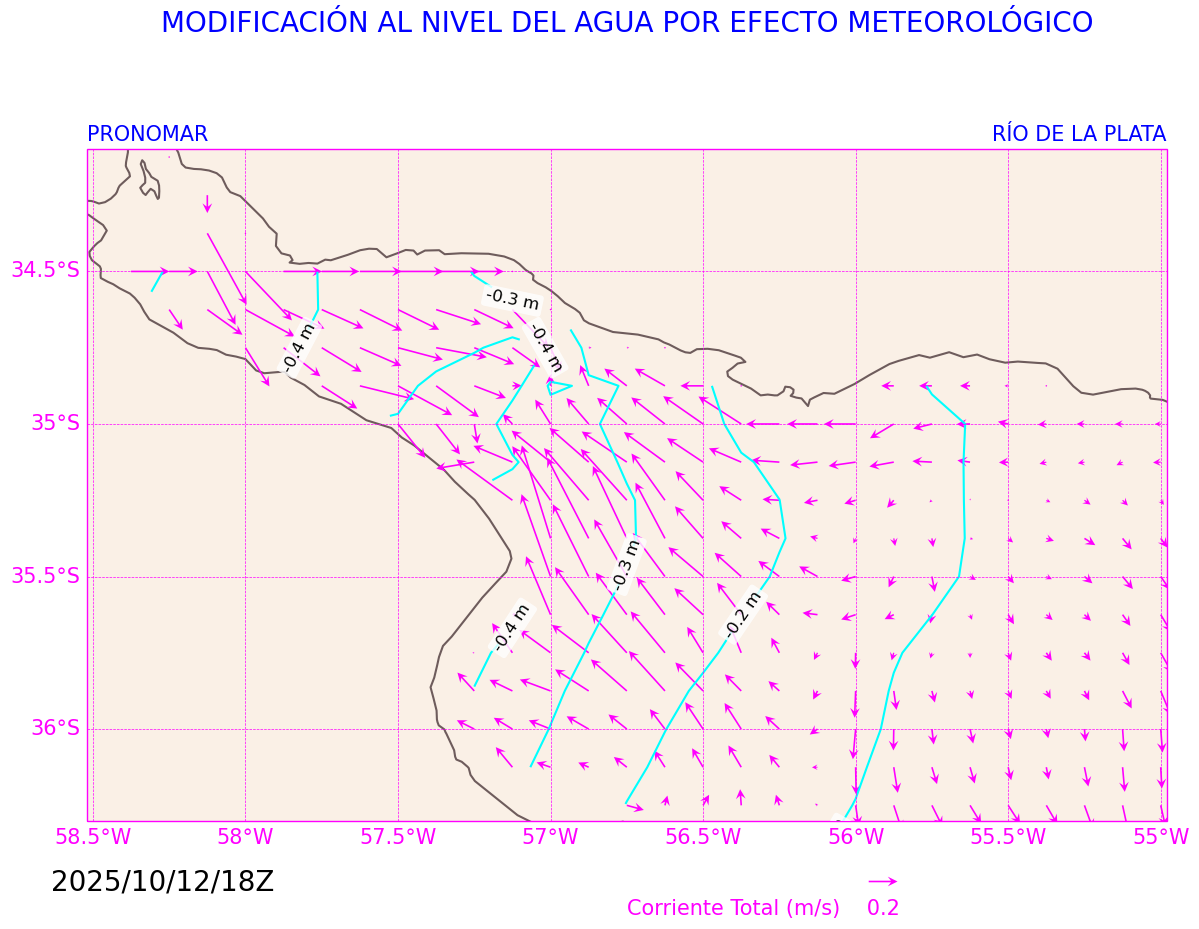 MODIFICACIÓN AL NIVEL DEL AGUA POR EFECTO METEOROLÓGICO
PRONOMAR
RÍO DE LA PLATA
34.5°S
-0.3 m
-0.4 m
-0.4 m
35°S
-0.3 m
35.5°S
-0.2 m
-0.4 m
36°S
58.5°W 58°W 57.5°W 57°W 56.5°W 56°W 55.5°W 55°W
2025/10/12/18Z
Corriente Total (m/s) 0.2